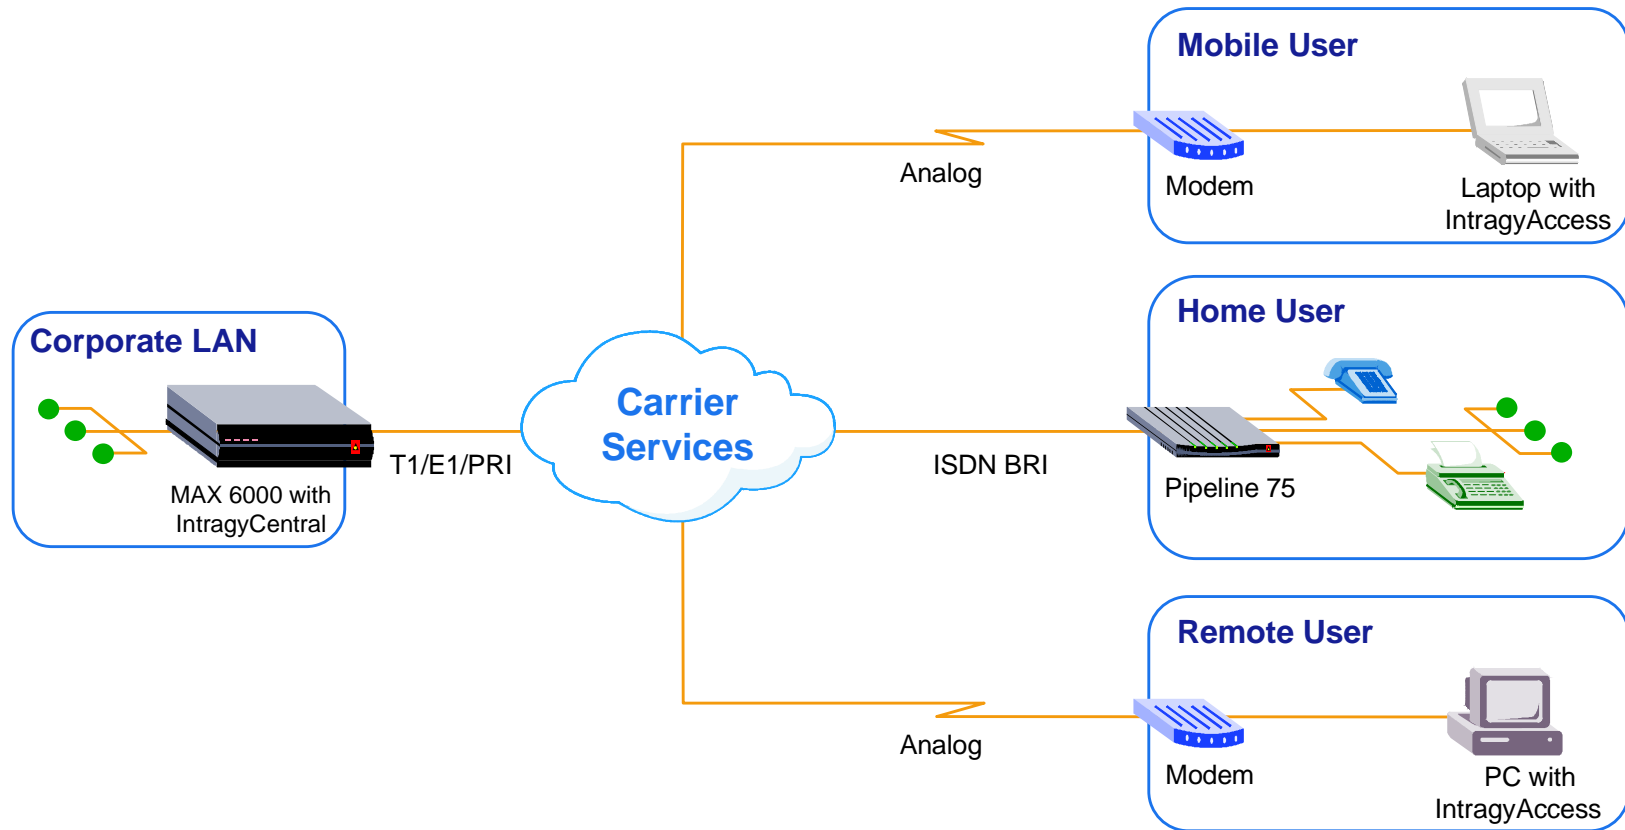 Mobile User
Analog
Modem
Laptop with
IntragyAccess
Corporate LAN
MAX 6000 with
IntragyCentral
T1/E1/PRI
Carrier
Services
ISDN BRI
Home User
Pipeline 75
Remote User
Analog
Modem
PC with
IntragyAccess